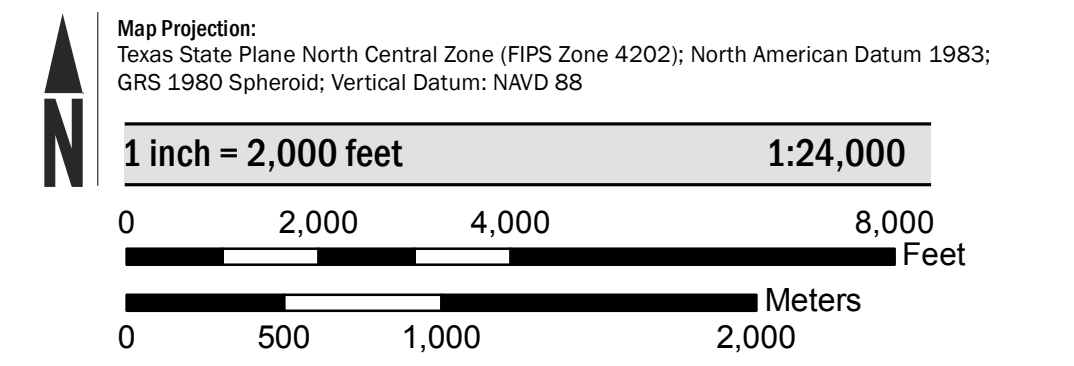 Map Projection:
Texas State Plane North Central Zone (FIPS Zone 4202); North American Datum 1983;
GRS 1980 Spheroid; Vertical Datum: NAVD 88
N
1 inch = 2,000 feet 1:24,000
0 2,000 4,000 8,000
Feet
Meters
0 500 1,000 2,000